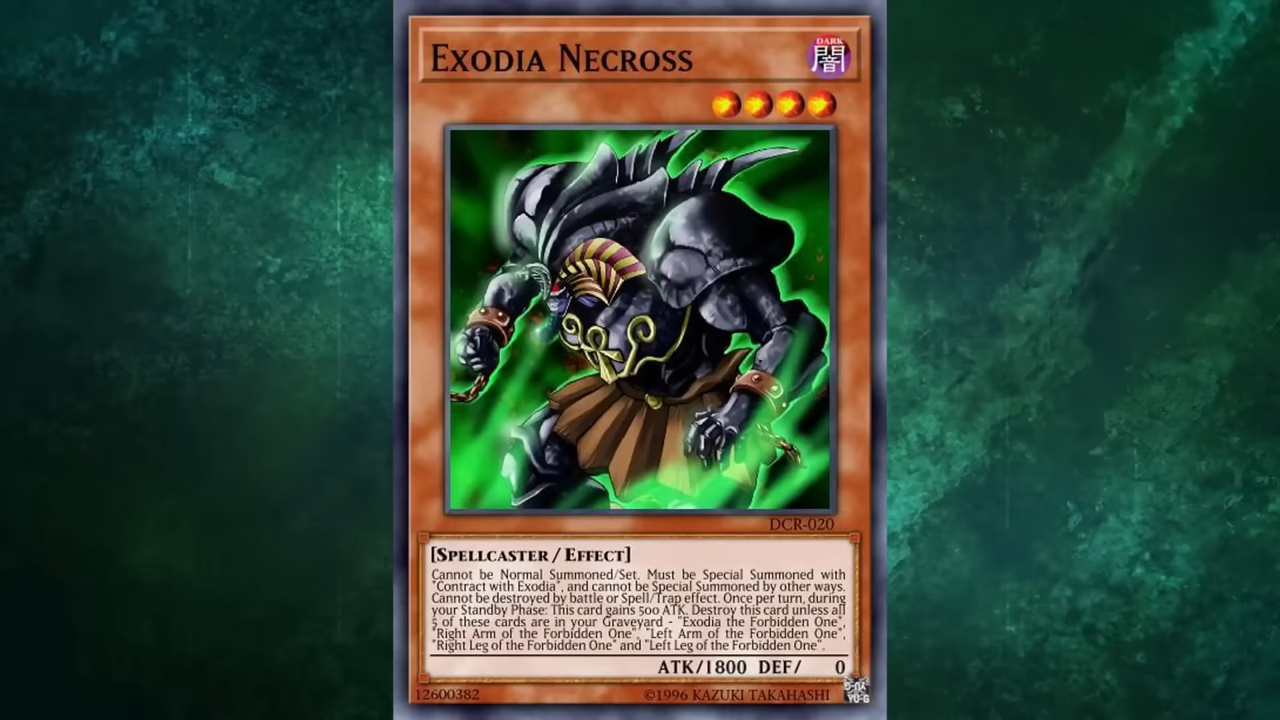 EXODIA NECROSS
DARK
闇
DCR-020
[SPELLCASTER / EFFECT]
Cannot be Normal Summoned/Set. Must be Special Summoned with
"Contract with Exodia", and cannot be Special Summoned by other ways.
Cannot be destroyed by battle or Spell/Trap effect. Once per turn, during
your Standby Phase: This card gains 500 ATK. Destroy this card unless all
5 of these cards are in your Graveyard - "Exodia the Forbidden One",
"Right Arm of the Forbidden One", "Left Arm of the Forbidden One",
"Right Leg of the Forbidden One" and "Left Leg of the Forbidden One".
ATK/1800 DEF/ 0
12600382 ©1996 KAZUKI TAKAHASHI